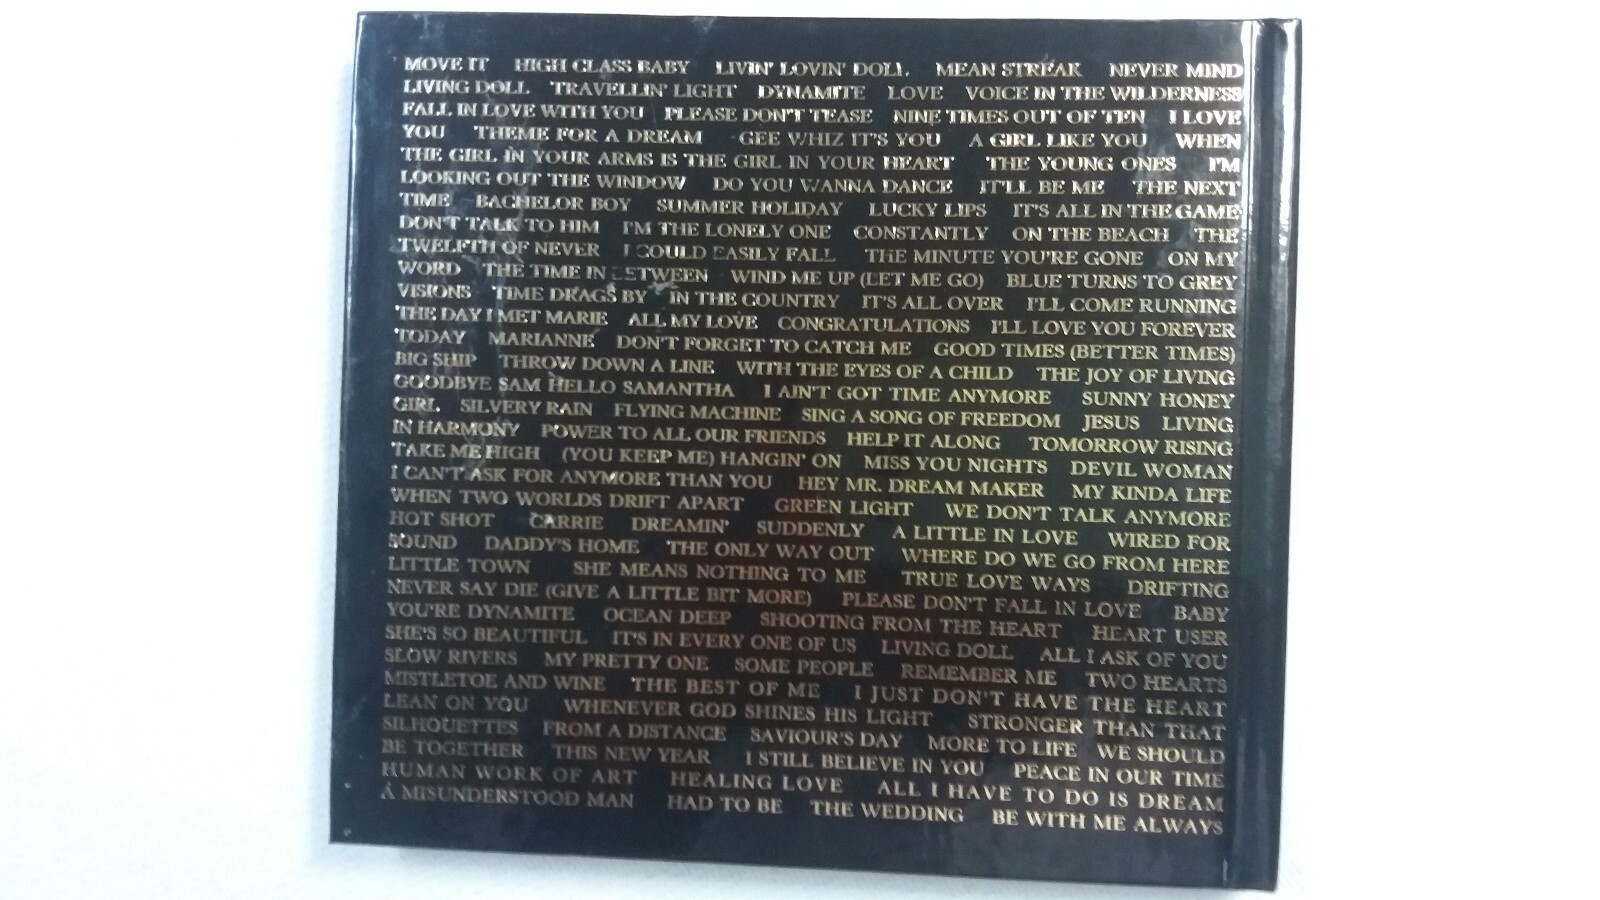 MOVE IT HIGH CLASS BABY LIVIN' LOVIN' DOLL MEAN STREAK NEVER MIND
LIVING DOLL TRAVELLIN' LIGHT DYNAMITE LOVE VOICE IN THE WILDERNESS
FALL IN LOVE WITH YOU PLEASE DON'T TEASE NINE TIMES OUT OF TEN I LOVE
YOU THEME FOR A DREAM GEE WHIZ IT'S YOU A GIRL LIKE YOU WHEN
THE GIRL IN YOUR ARMS IS THE GIRL IN YOUR HEART THE YOUNG ONES I'M
LOOKING OUT THE WINDOW DO YOU WANNA DANCE IT'LL BE ME THE NEXT
TIME BACHELOR BOY SUMMER HOLIDAY LUCKY LIPS IT'S ALL IN THE GAME
DON'T TALK TO HIM I'M THE LONELY ONE CONSTANTLY ON THE BEACH THE
TWELFTH OF NEVER I COULD EASILY FALL THE MINUTE YOU'RE GONE ON MY
WORD THE TIME IN BETWEEN WIND ME UP (LET ME GO) BLUE TURNS TO GREY
VISIONS TIME DRAGS BY IN THE COUNTRY IT'S ALL OVER I'LL COME RUNNING
THE DAY I MET MARIE ALL MY LOVE CONGRATULATIONS I'LL LOVE YOU FOREVER
TODAY MARIANNE DON'T FORGET TO CATCH ME GOOD TIMES (BETTER TIMES)
BIG SHIP THROW DOWN A LINE WITH THE EYES OF A CHILD THE JOY OF LIVING
GOODBYE SAM HELLO SAMANTHA I AIN'T GOT TIME ANYMORE SUNNY HONEY
GIRL SILVERY RAIN FLYING MACHINE SING A SONG OF FREEDOM JESUS LIVING
IN HARMONY POWER TO ALL OUR FRIENDS HELP IT ALONG TOMORROW RISING
TAKE ME HIGH (YOU KEEP ME) HANGIN' ON MISS YOU NIGHTS DEVIL WOMAN
I CAN'T ASK FOR ANYMORE THAN YOU HEY MR. DREAM MAKER MY KINDA LIFE
WHEN TWO WORLDS DRIFT APART GREEN LIGHT WE DON'T TALK ANYMORE
HOT SHOT CARRIE DREAMIN' SUDDENLY A LITTLE IN LOVE WIRED FOR
SOUND DADDY'S HOME THE ONLY WAY OUT WHERE DO WE GO FROM HERE
LITTLE TOWN SHE MEANS NOTHING TO ME TRUE LOVE WAYS DRIFTING
NEVER SAY DIE (GIVE A LITTLE BIT MORE) PLEASE DON'T FALL IN LOVE BABY
YOU'RE DYNAMITE OCEAN DEEP SHOOTING FROM THE HEART HEART USER
SHE'S SO BEAUTIFUL IT'S IN EVERY ONE OF US LIVING DOLL ALL I ASK OF YOU
SLOW RIVERS MY PRETTY ONE SOME PEOPLE REMEMBER ME TWO HEARTS
MISTLETOE AND WINE THE BEST OF ME I JUST DON'T HAVE THE HEART
LEAN ON YOU WHENEVER GOD SHINES HIS LIGHT STRONGER THAN THAT
SILHOUETTES FROM A DISTANCE SAVIOUR'S DAY MORE TO LIFE WE SHOULD
BE TOGETHER THIS NEW YEAR I STILL BELIEVE IN YOU PEACE IN OUR TIME
HUMAN WORK OF ART HEALING LOVE ALL I HAVE TO DO IS DREAM
A MISUNDERSTOOD MAN HAD TO BE THE WEDDING BE WITH ME ALWAYS